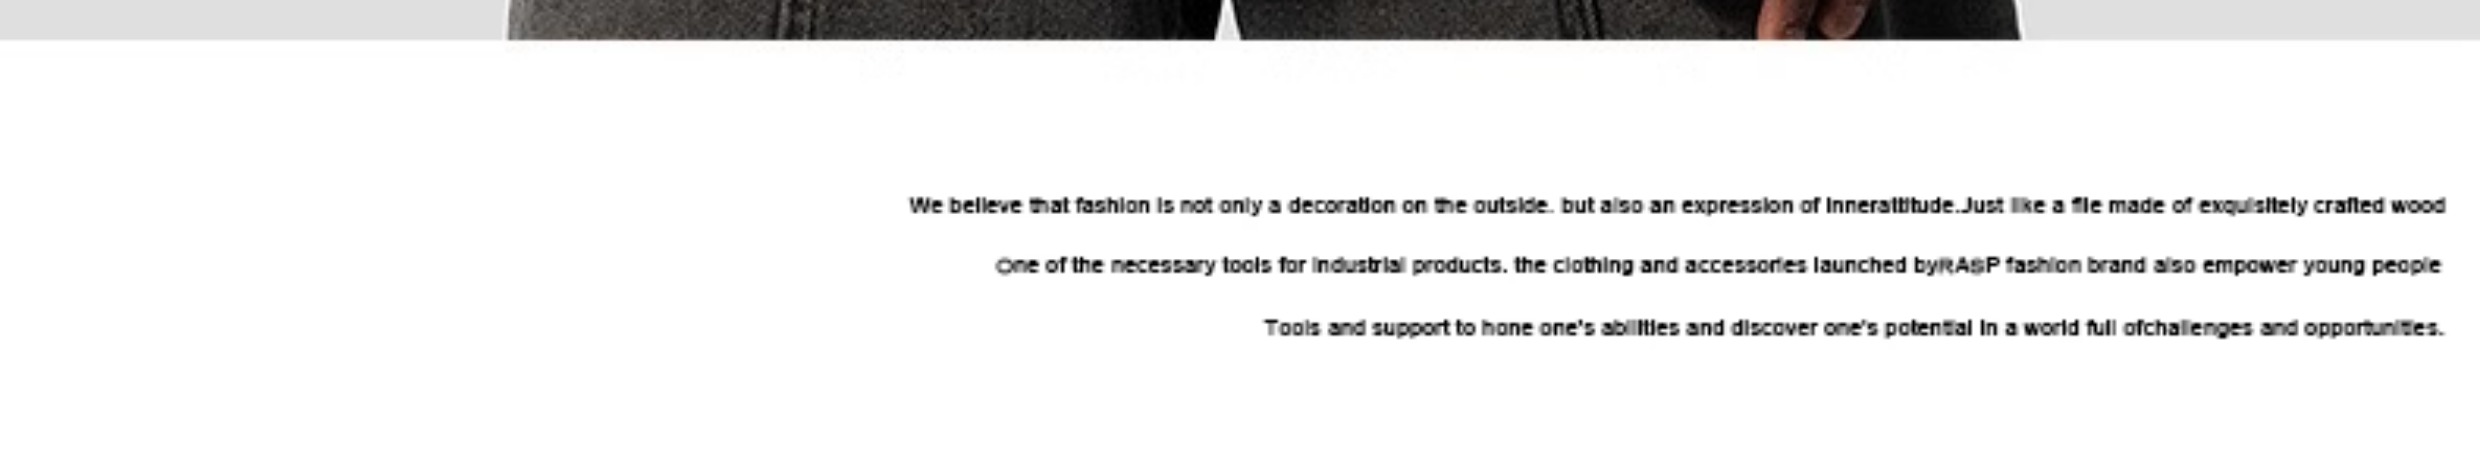 We believe that fashion is not only a decoration on the outside. but also an expression of innerattitude.Just like a file made of exquisitely crafted wood
One of the necessary tools for industrial products. the clothing and accessories launched byRASP fashion brand also empower young people
Tools and support to hone one's abilities and discover one's potential in a world full ofchallenges and opportunities.